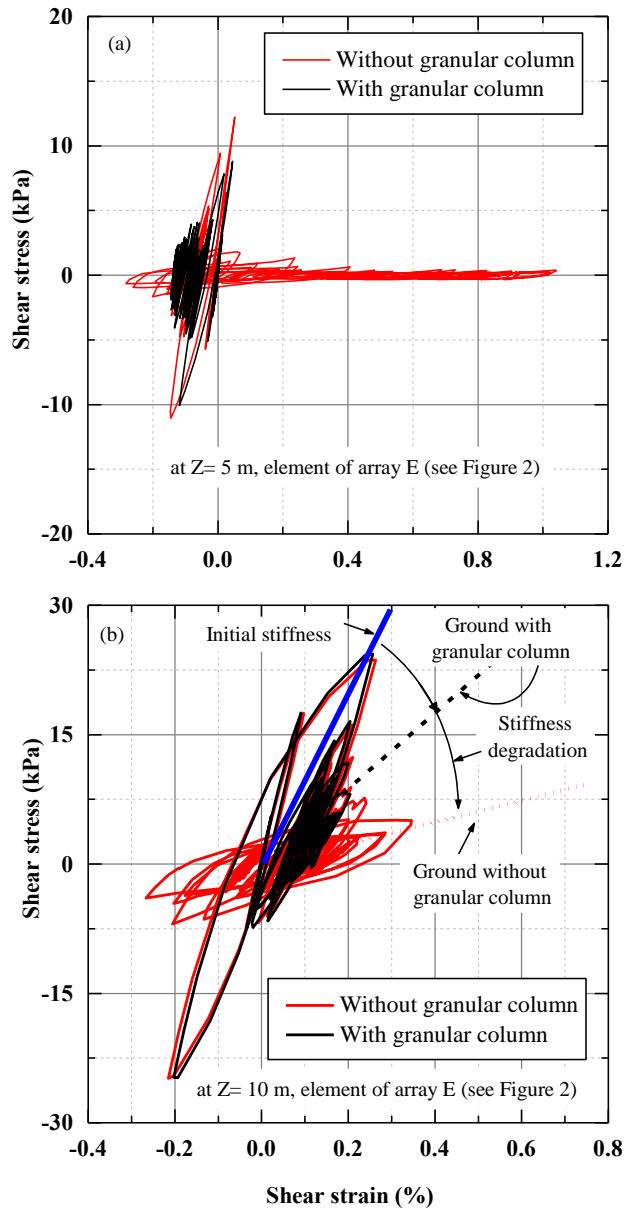 20
(a)
Without granular column
With granular column
10
0
-10
-20
Shear stress (kPa)
at Z= 5 m, element of array E (see Figure 2)
-0.4
0.0
0.4
0.8
1.2
30
(b)
Initial stiffness
Ground with
granular column
15
Stiffness
degradation
0
Ground without
granular column
-15
Without granular column
With granular column
-30
Shear stress (kPa)
at Z= 10 m, element of array E (see Figure 2)
-0.4
-0.2
0.0
0.2
0.4
0.6
0.8
Shear strain (%)